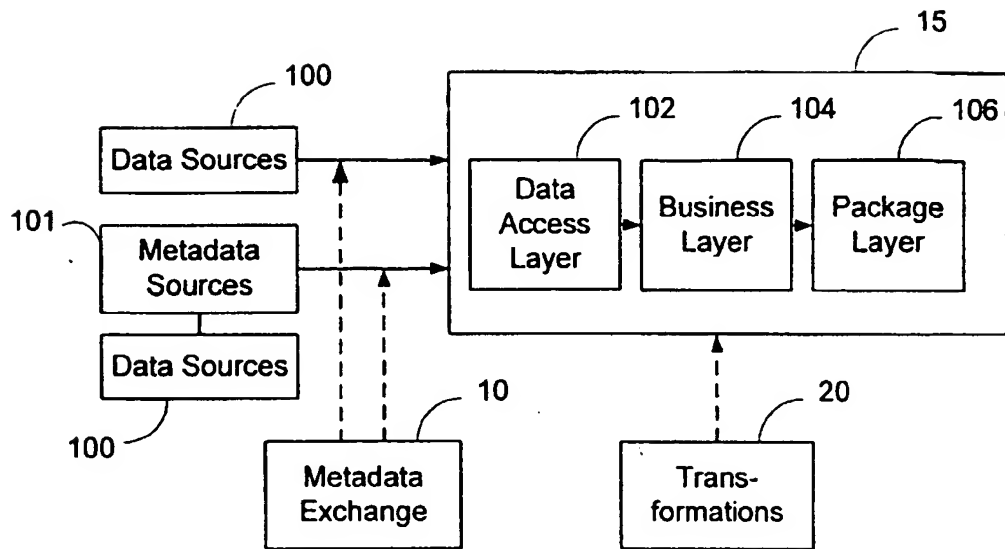 15
100
102
104
106
Data Sources
Data
Access
Layer
Business
Layer
Package
Layer
101
Metadata
Sources
Data Sources
100
10
20
Metadata
Exchange
Trans-
formations